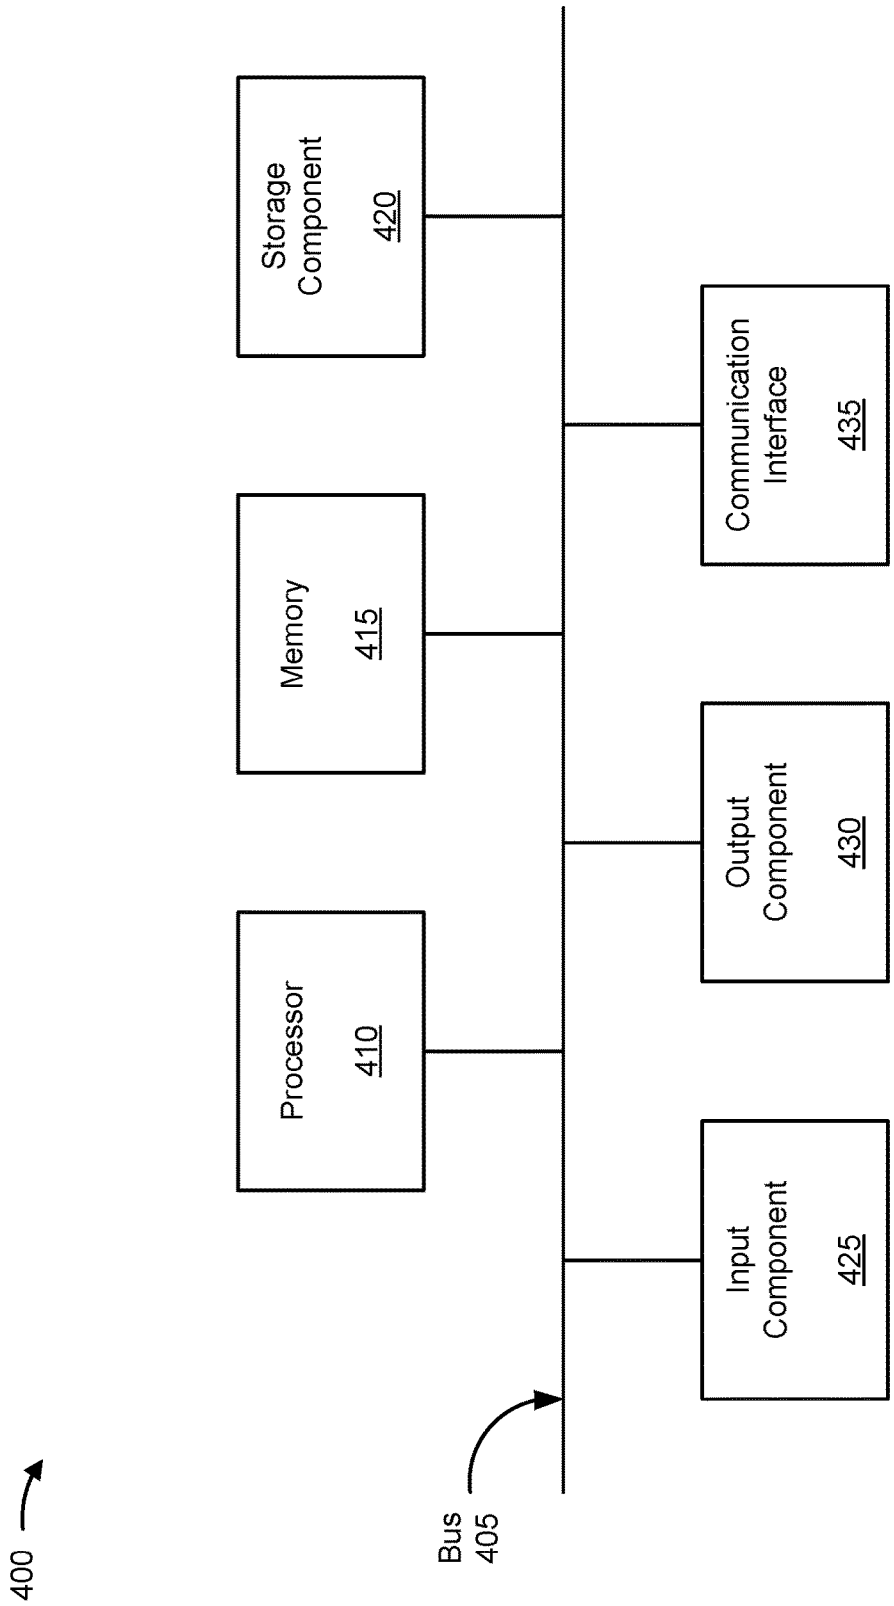 400
Processor
410
Memory
415
Storage
Component
420
Bus
405
Input
Component
425
Output
Component
430
Communication
Interface
435